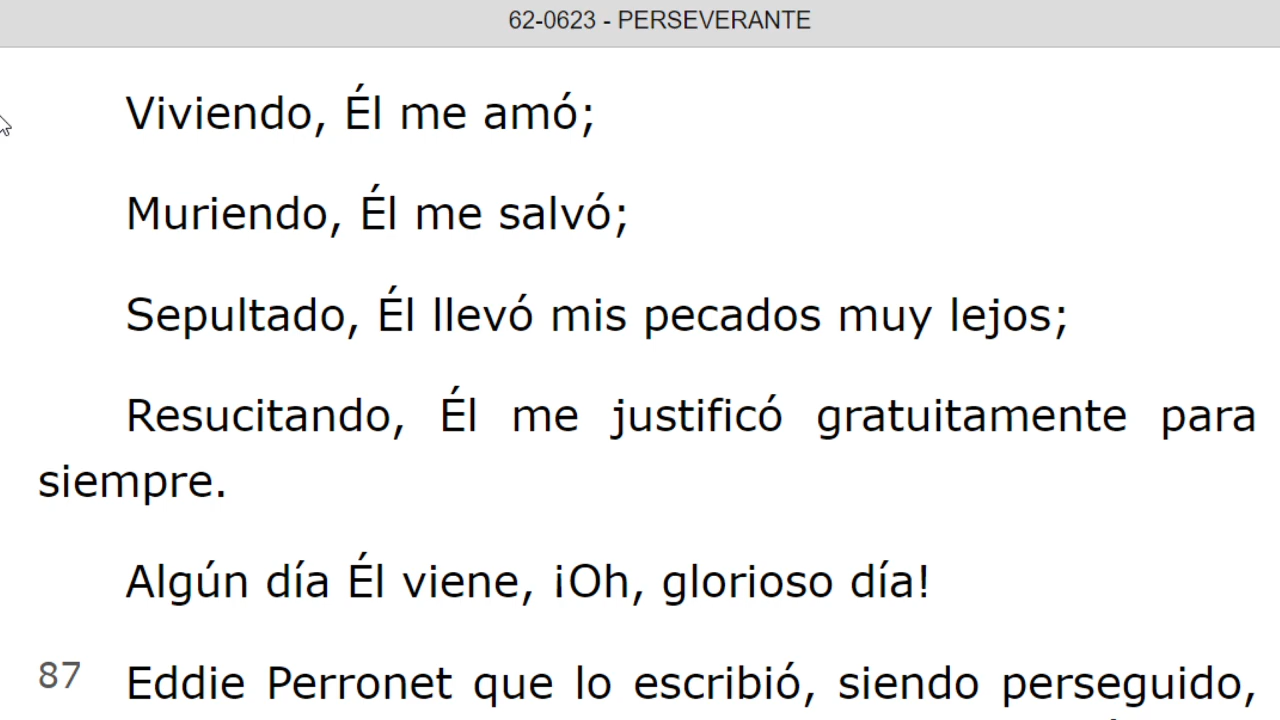 62-0623 - PERSEVERANTE
Viviendo, Él me amó;
Muriendo, Él me salvó;
Sepultado, Él llevó mis pecados muy lejos;
Resucitando, Él me justificó gratuitamente para
siempre.
Algún día Él viene, ¡Oh, glorioso día!
87 Eddie Perronet que lo escribió, siendo perseguido,